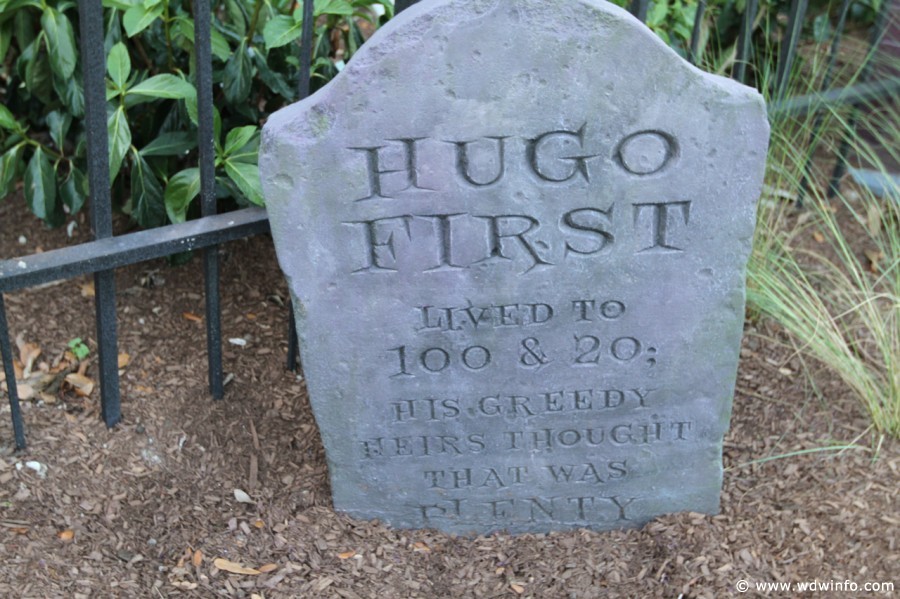 HUGO
FIRST
LIVED TO
100 & 20;
HIS GREEDY
HEIRS THOUGHT
THAT WAS
PLENTY
© www.wdwinfo.com